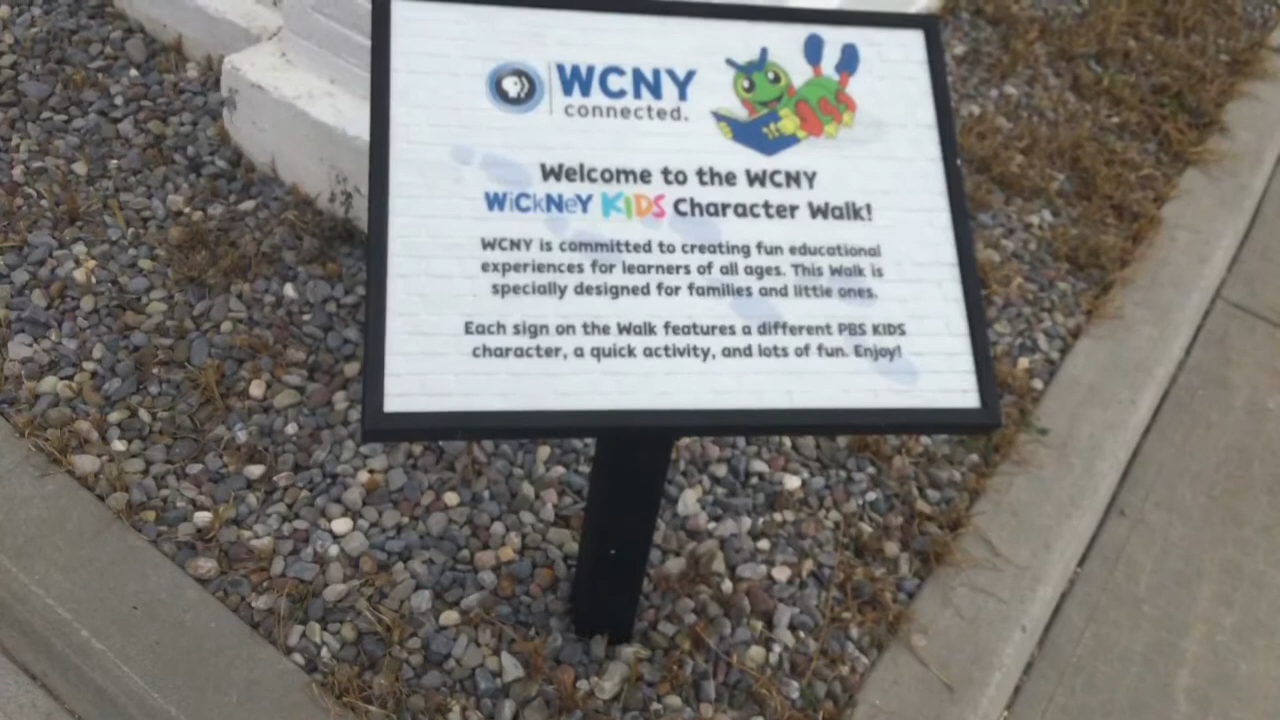 WCNY
connected.
Welcome to the WCNY
WiCkNeY KIDS Character Walk!
WCNY is committed to creating fun educational
experiences for learners of all ages. This Walk is
specially designed for families and little ones.
Each sign on the Walk features a different PBS KIDS
character, a quick activity, and lots of fun. Enjoy!